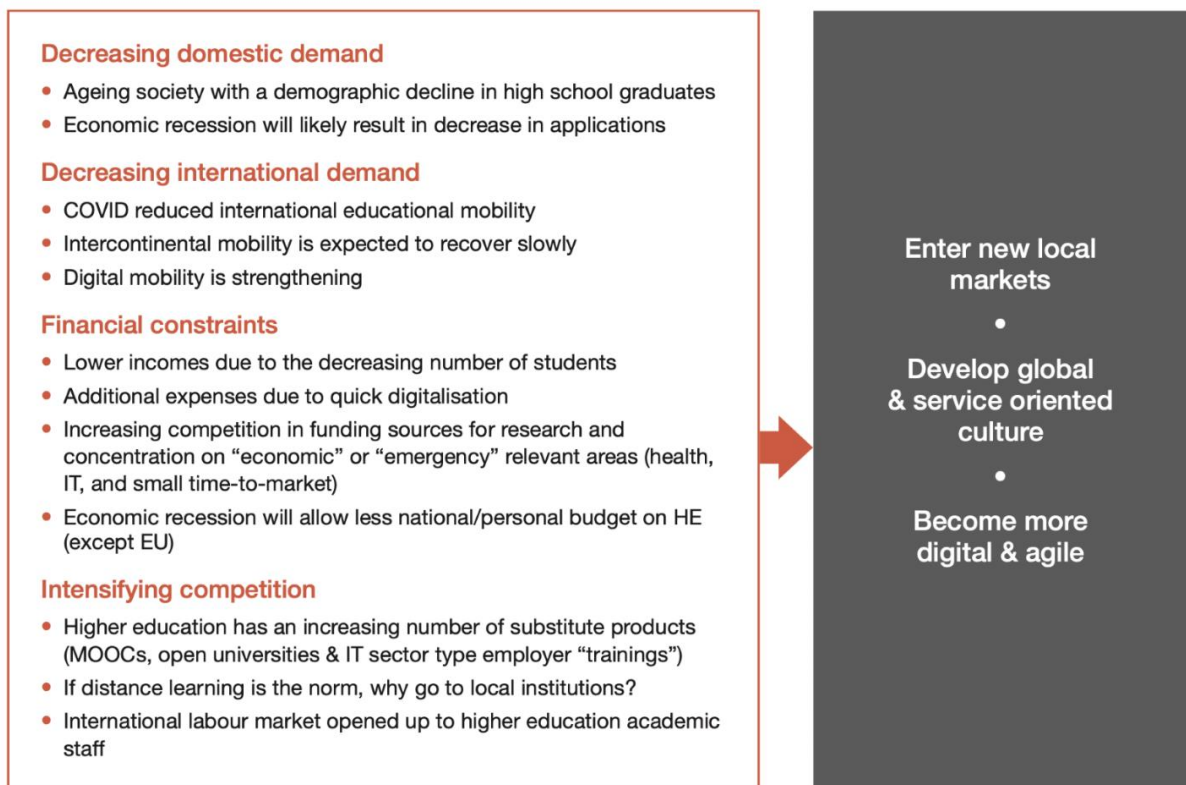 Decreasing domestic demand
• Ageing society with a demographic decline in high school graduates
• Economic recession will likely result in decrease in applications
Decreasing international demand
• COVID reduced international educational mobility
• Intercontinental mobility is expected to recover slowly
• Digital mobility is strengthening
Financial constraints
• Lower incomes due to the decreasing number of students
• Additional expenses due to quick digitalisation
• Increasing competition in funding sources for research and
concentration on “economic” or “emergency” relevant areas (health,
IT, and small time-to-market)
• Economic recession will allow less national/personal budget on HE
(except EU)
Intensifying competition
• Higher education has an increasing number of substitute products
(MOOCs, open universities & IT sector type employer “trainings”)
• If distance learning is the norm, why go to local institutions?
• International labour market opened up to higher education academic
staff
Enter new local
markets
•
Develop global
& service oriented
culture
•
Become more
digital & agile